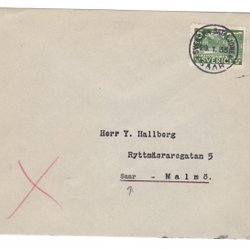 Herr Y. Hallberg
Ryttmästaregatan 5
Saar - Malmö.